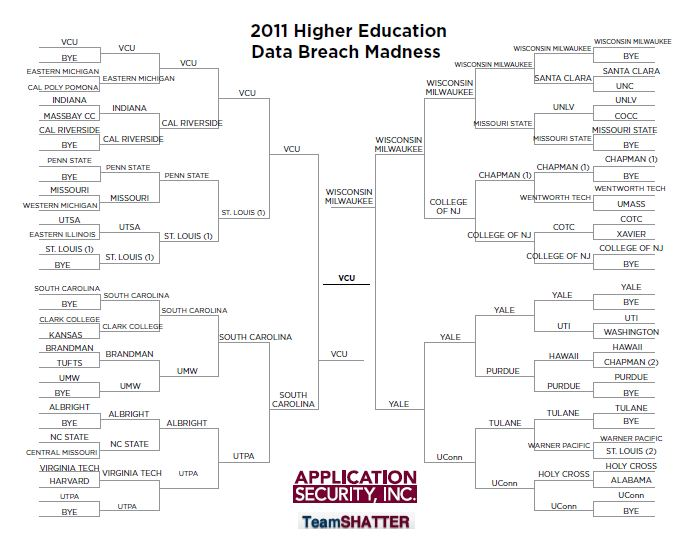 2011 Higher Education
Data Breach Madness
VCU
BYE
EASTERN MICHIGAN
CAL POLY POMONA
INDIANA
MASSBAY CC
CAL RIVERSIDE
BYE
PENN STATE
BYE
MISSOURI
WESTERN MICHIGAN
UTSA
EASTERN ILLINOIS
ST. LOUIS (1)
BYE
SOUTH CAROLINA
BYE
CLARK COLLEGE
KANSAS
BRANDMAN
TUFTS
UMW
BYE
ALBRIGHT
BYE
NC STATE
CENTRAL MISSOURI
VIRGINIA TECH
HARVARD
UTPA
BYE
VCU
EASTERN MICHIGAN
INDIANA
CAL RIVERSIDE
PENN STATE
MISSOURI
UTSA
ST. LOUIS (1)
SOUTH CAROLINA
CLARK COLLEGE
BRANDMAN
UMW
ALBRIGHT
NC STATE
VIRGINIA TECH
UTPA
VCU
CAL RIVERSIDE
PENN STATE
ST. LOUIS (1)
SOUTH CAROLINA
UMW
ALBRIGHT
UTPA
VCU
ST. LOUIS (1)
SOUTH CAROLINA
UTPA
VCU
SOUTH
CAROLINA
VCU
VCU
WISCONSIN
MILWAUKEE
WISCONSIN
MILWAUKEE
YALE
WISCONSIN
MILWAUKEE
COLLEGE
OF NJ
YALE
UConn
WISCONSIN MILWAUKEE
MISSOURI STATE
CHAPMAN (1)
COLLEGE OF NJ
YALE
PURDUE
TULANE
UConn
WISCONSIN MILWAUKEE
SANTA CLARA
UNLV
MISSOURI STATE
CHAPMAN (1)
WENTWORTH TECH
COTC
COLLEGE OF NJ
YALE
UTI
HAWAII
PURDUE
TULANE
WARNER PACIFIC
HOLY CROSS
UConn
WISCONSIN MILWAUKEE
BYE
SANTA CLARA
UNC
UNLV
COCC
MISSOURI STATE
BYE
CHAPMAN (1)
BYE
WENTWORTH TECH
UMASS
COTC
XAVIER
COLLEGE OF NJ
BYE
YALE
BYE
UTI
WASHINGTON
HAWAII
CHAPMAN (2)
PURDUE
BYE
TULANE
BYE
WARNER PACIFIC
ST. LOUIS (2)
HOLY CROSS
ALABAMA
UConn
BYE
APPLICATION
SECURITY, INC.
TeamSHATTER